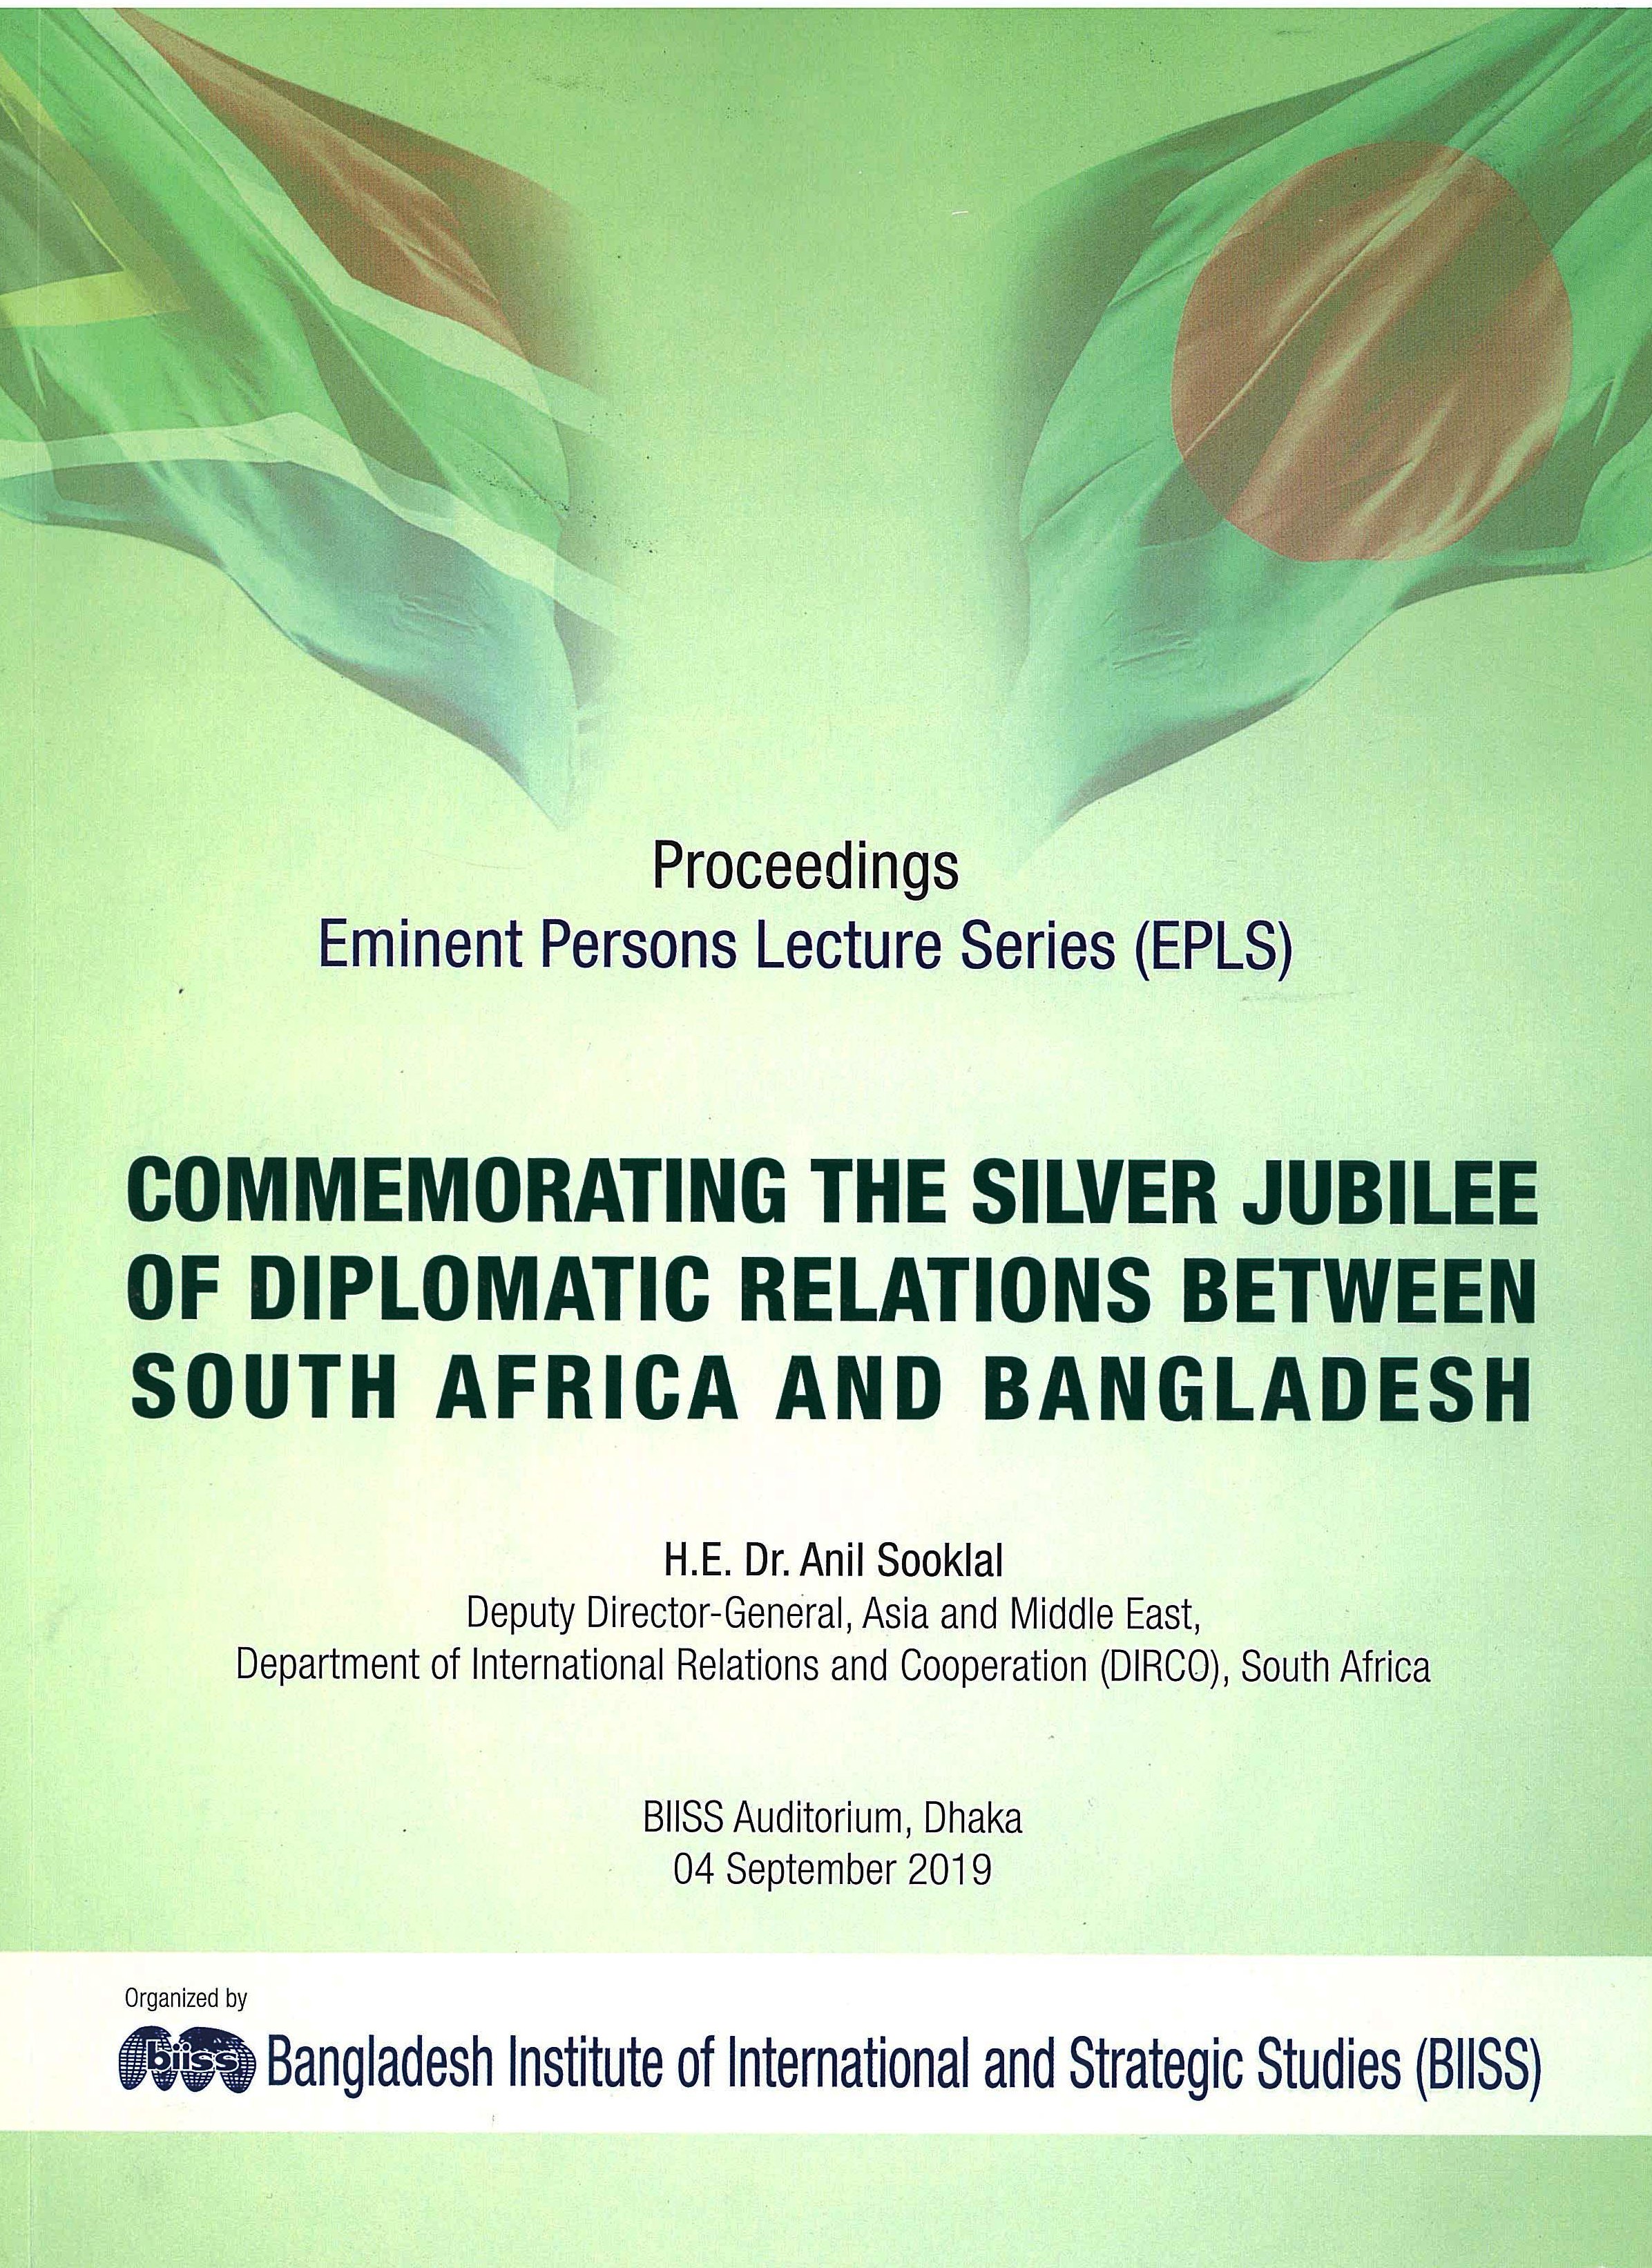 Proceedings
Eminent Persons Lecture Series (EPLS)
COMMEMORATING THE SILVER JUBILEE
OF DIPLOMATIC RELATIONS BETWEEN
SOUTH AFRICA AND BANGLADESH
H.E. Dr. Anil Sooklal
Deputy Director-General, Asia and Middle East,
Department of International Relations and Cooperation (DIRCO), South Africa
BIISS Auditorium, Dhaka
04 September 2019
Organized by
biiss Bangladesh Institute of International and Strategic Studies (BIISS)